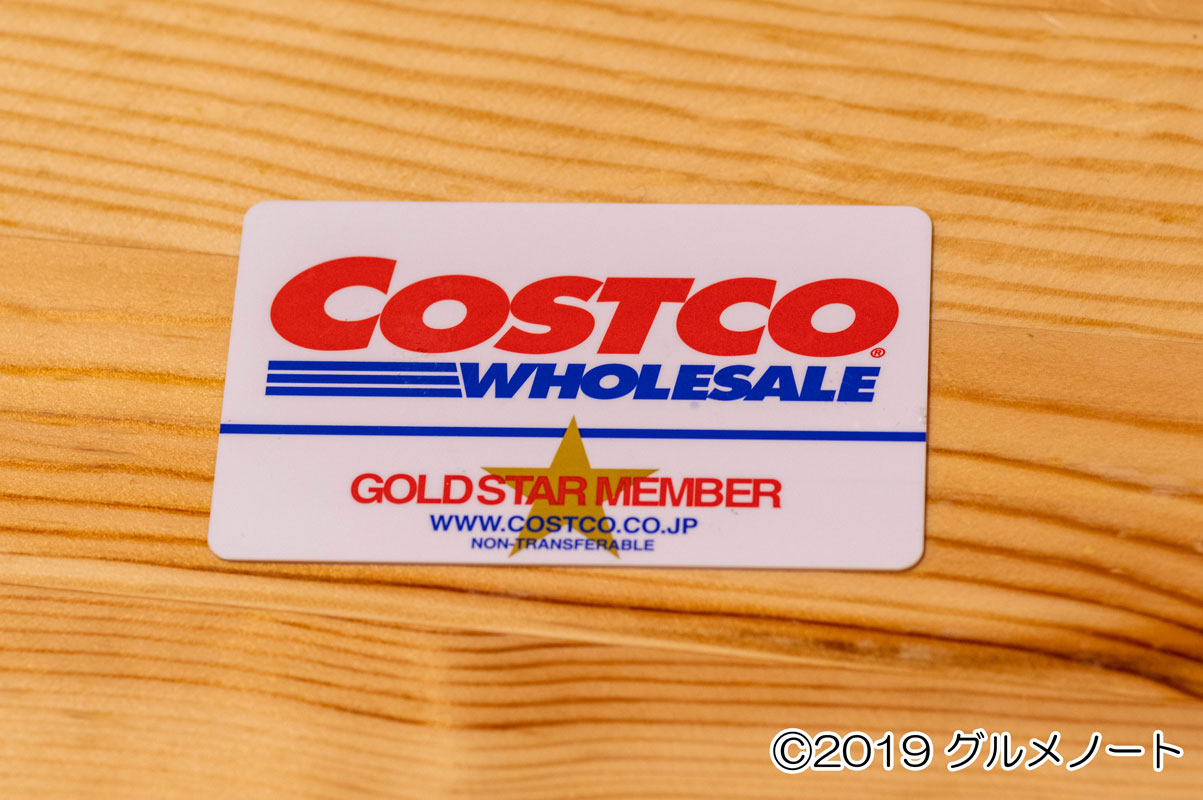 COSTCO®
WHOLESALE
GOLD STAR MEMBER
WWW.COSTCO.CO.JP
NON-TRANSFERABLE
©2019 グルメノート